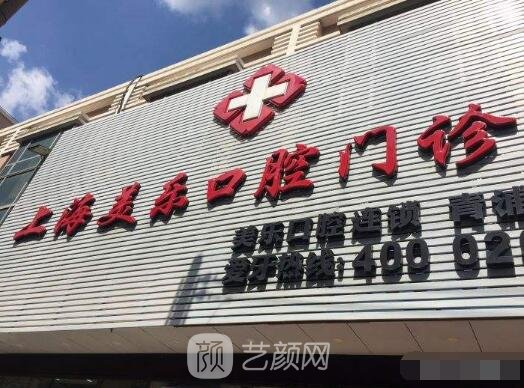 上海美乐口腔门诊
美乐口腔连锁 青浦
爱牙热线:400 02
颜 艺颜网